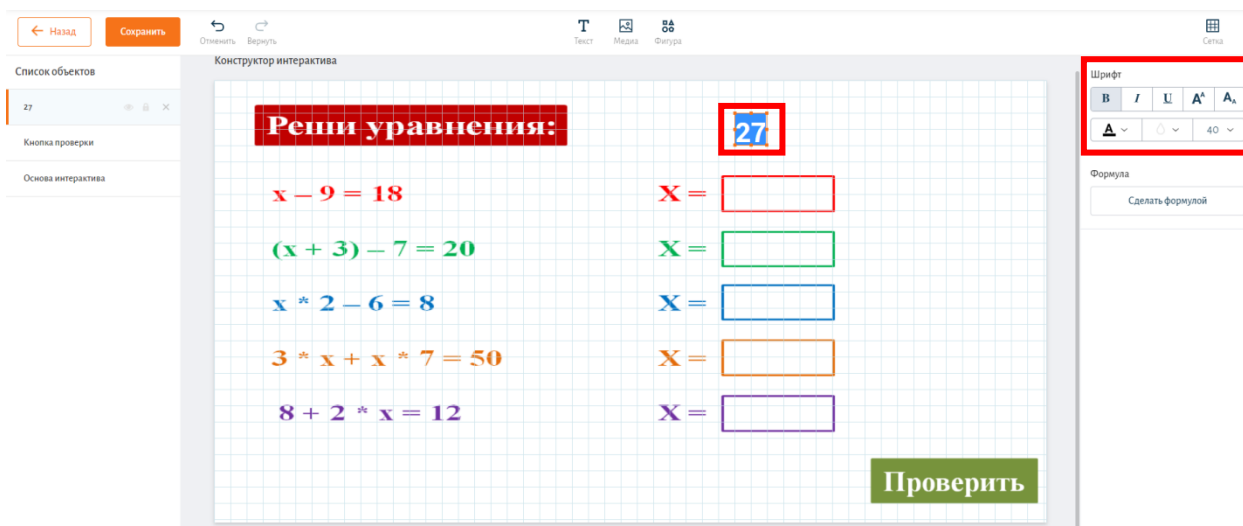 ← Назад
Сохранить
Отменить
Вернуть
Текст
Медиа
Фигура
Сетка
Список объектов
27
Кнопка проверки
Основа интерактива
Конструктор интерактива
Реши уравнения:
27
x – 9 = 18
X =
(x + 3) – 7 = 20
X =
x * 2 – 6 = 8
X =
3 * x + x * 7 = 50
X =
8 + 2 * x = 12
X =
Проверить
Шрифт
B I U A^ A^
A 40
Формула
Сделать формулой